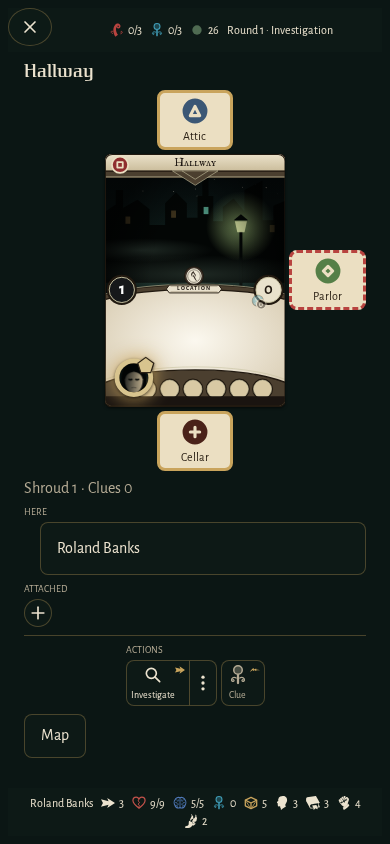 0/3 0/3 26 Round 1 · Investigation
Hallway
Attic
Hallway
Parlor
1 LOCATION 0
Cellar
Shroud 1 · Clues 0
HERE
Roland Banks
ATTACHED
ACTIONS
Investigate Clue
Map
Roland Banks 3 9/9 5/5 0 5 3 3 4
2